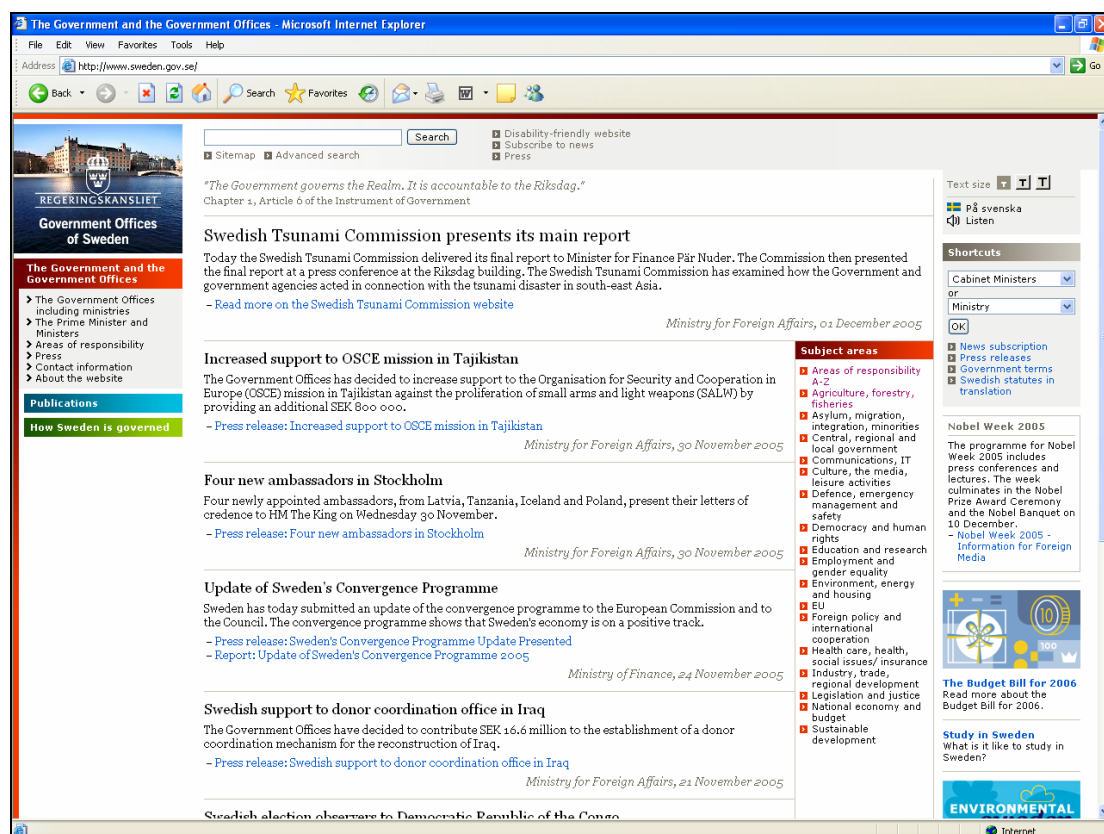 The Government and the Government Offices - Microsoft Internet Explorer
File Edit View Favorites Tools Help
Address http://www.sweden.gov.se/ Go
Back Search Favorites
REGERINGSKANSLIET
Government Offices
of Sweden
The Government and the
Government Offices
The Government Offices
including ministries
The Prime Minister and
Ministers
Areas of responsibility
Press
Contact information
About the website
Publications
How Sweden is governed
Search
Sitemap Advanced search
Disability-friendly website
Subscribe to news
Press
"The Government governs the Realm. It is accountable to the Riksdag."
Chapter 1, Article 6 of the Instrument of Government
Swedish Tsunami Commission presents its main report
Today the Swedish Tsunami Commission delivered its final report to Minister for Finance Pär Nuder. The Commission then presented
the final report at a press conference at the Riksdag building. The Swedish Tsunami Commission has examined how the Government and
government agencies acted in connection with the tsunami disaster in south-east Asia.
– Read more on the Swedish Tsunami Commission website
Ministry for Foreign Affairs, 01 December 2005
Increased support to OSCE mission in Tajikistan
The Government Offices has decided to increase support to the Organisation for Security and Cooperation in
Europe (OSCE) mission in Tajikistan against the proliferation of small arms and light weapons (SALW) by
providing an additional SEK 800 000.
– Press release: Increased support to OSCE mission in Tajikistan
Ministry for Foreign Affairs, 30 November 2005
Four new ambassadors in Stockholm
Four newly appointed ambassadors, from Latvia, Tanzania, Iceland and Poland, present their letters of
credence to HM The King on Wednesday 30 November.
– Press release: Four new ambassadors in Stockholm
Ministry for Foreign Affairs, 30 November 2005
Update of Sweden's Convergence Programme
Sweden has today submitted an update of the convergence programme to the European Commission and to
the Council. The convergence programme shows that Sweden's economy is on a positive track.
– Press release: Sweden's Convergence Programme Update Presented
– Report: Update of Sweden's Convergence Programme 2005
Ministry of Finance, 24 November 2005
Swedish support to donor coordination office in Iraq
The Government Offices have decided to contribute SEK 16.6 million to the establishment of a donor
coordination mechanism for the reconstruction of Iraq.
– Press release: Swedish support to donor coordination office in Iraq
Ministry for Foreign Affairs, 21 November 2005
Swedish election observers to Democratic Republic of the Congo
Subject areas
Areas of responsibility
A-Z
Agriculture, forestry,
fisheries
Asylum, migration,
integration, minorities
Central, regional and
local government
Communications, IT
Culture, the media,
leisure activities
Defence, emergency
management and
safety
Democracy and human
rights
Education and research
Employment and
gender equality
Environment, energy
and housing
EU
Foreign policy and
international
cooperation
Health care, health,
social issues/ insurance
Industry, trade,
regional development
Legislation and justice
National economy and
budget
Sustainable
development
Text size T T T
På svenska
Listen
Shortcuts
Cabinet Ministers
or
Ministry
OK
News subscription
Press releases
Government terms
Swedish statutes in
translation
Nobel Week 2005
The programme for Nobel
Week 2005 includes
press conferences and
lectures. The week
culminates in the Nobel
Prize Award Ceremony
and the Nobel Banquet on
10 December.
– Nobel Week 2005 -
Information for Foreign
Media
10
100
The Budget Bill for 2006
Read more about the
Budget Bill for 2006.
Study in Sweden
What is it like to study in
Sweden?
ENVIRONMENTAL
Sweden
Internet